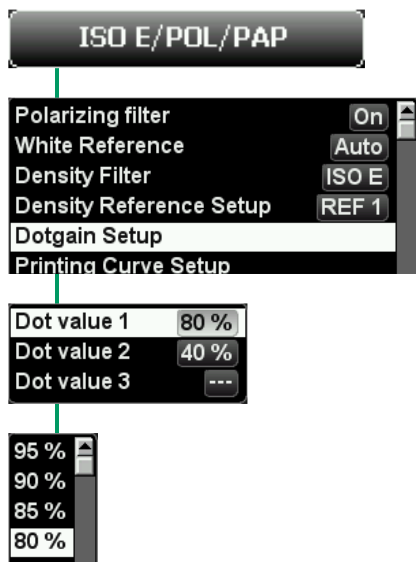 ISO E/POL/PAP
Polarizing filter On
White Reference Auto
Density Filter ISO E
Density Reference Setup REF 1
Dotgain Setup
Printing Curve Setup
Dot value 1 80 %
Dot value 2 40 %
Dot value 3 ---
95 %
90 %
85 %
80 %